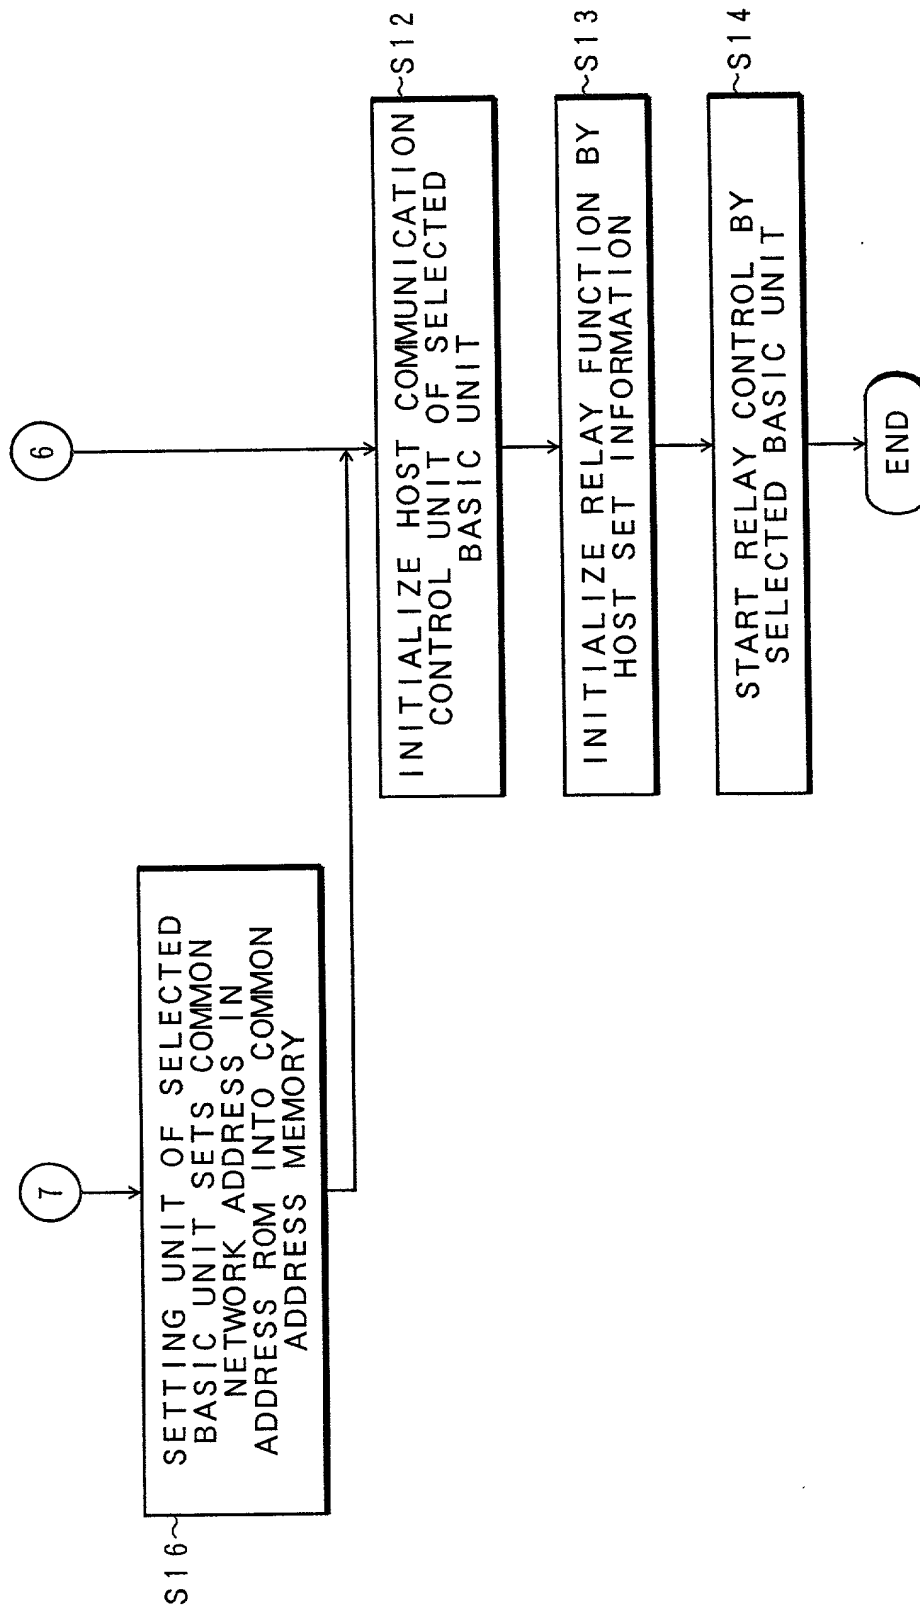 7
6
S16
SETTING UNIT OF SELECTED
BASIC UNIT SETS COMMON
NETWORK ADDRESS IN
ADDRESS ROM INTO COMMON
ADDRESS MEMORY
INITIALIZE HOST COMMUNICATION
CONTROL UNIT OF SELECTED
BASIC UNIT
S12
INITIALIZE RELAY FUNCTION BY
HOST SET INFORMATION
S13
START RELAY CONTROL BY
SELECTED BASIC UNIT
S14
END